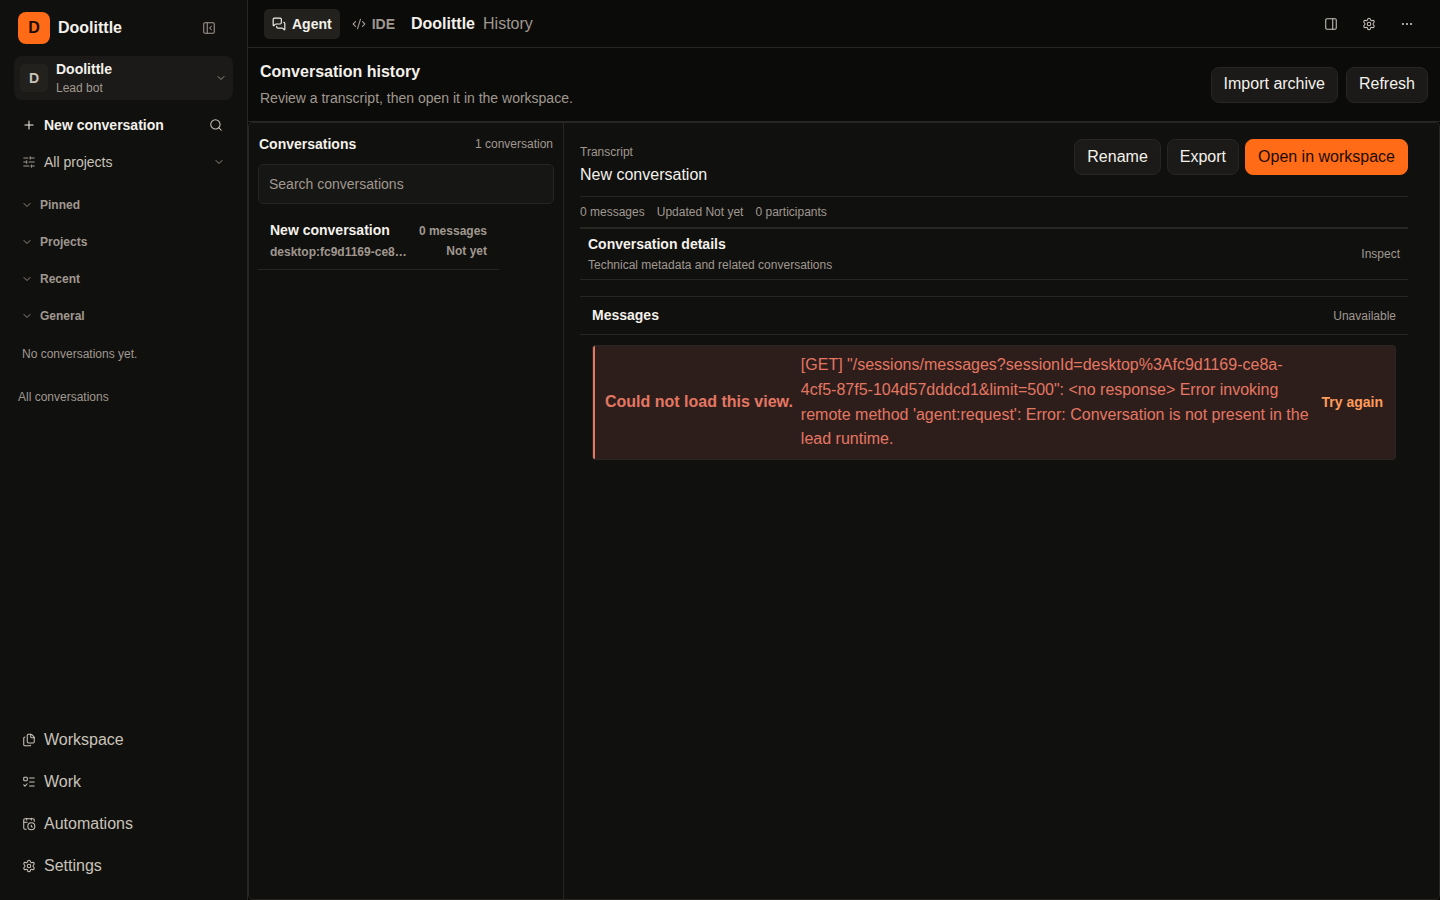 D Doolittle
D Doolittle
Lead bot
New conversation
All projects
Pinned
Projects
Recent
General
No conversations yet.
All conversations
Workspace
Work
Automations
Settings
Agent IDE Doolittle History
Conversation history
Review a transcript, then open it in the workspace.
Import archive Refresh
Conversations 1 conversation
Search conversations
New conversation 0 messages
desktop:fc9d1169-ce8… Not yet
Transcript
New conversation
Rename Export Open in workspace
0 messages Updated Not yet 0 participants
Conversation details
Technical metadata and related conversations
Inspect
Messages Unavailable
Could not load this view.
[GET] "/sessions/messages?sessionId=desktop%3Afc9d1169-ce8a-
4cf5-87f5-104d57dddcd1&limit=500": <no response> Error invoking
remote method 'agent:request': Error: Conversation is not present in the
lead runtime.
Try again